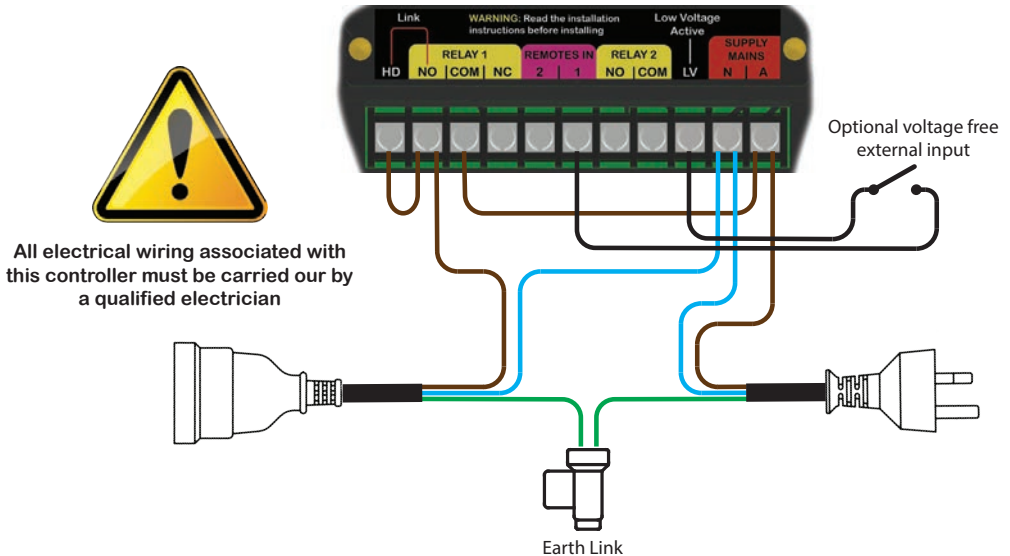 Link
WARNING: Read the installation
instructions before installing
Low Voltage
Active
SUPPLY
MAINS
RELAY 1
REMOTES IN
RELAY 2
HD NO COM NC 2 1 NO COM LV N A
Optional voltage free
external input
All electrical wiring associated with
this controller must be carried our by
a qualified electrician
Earth Link